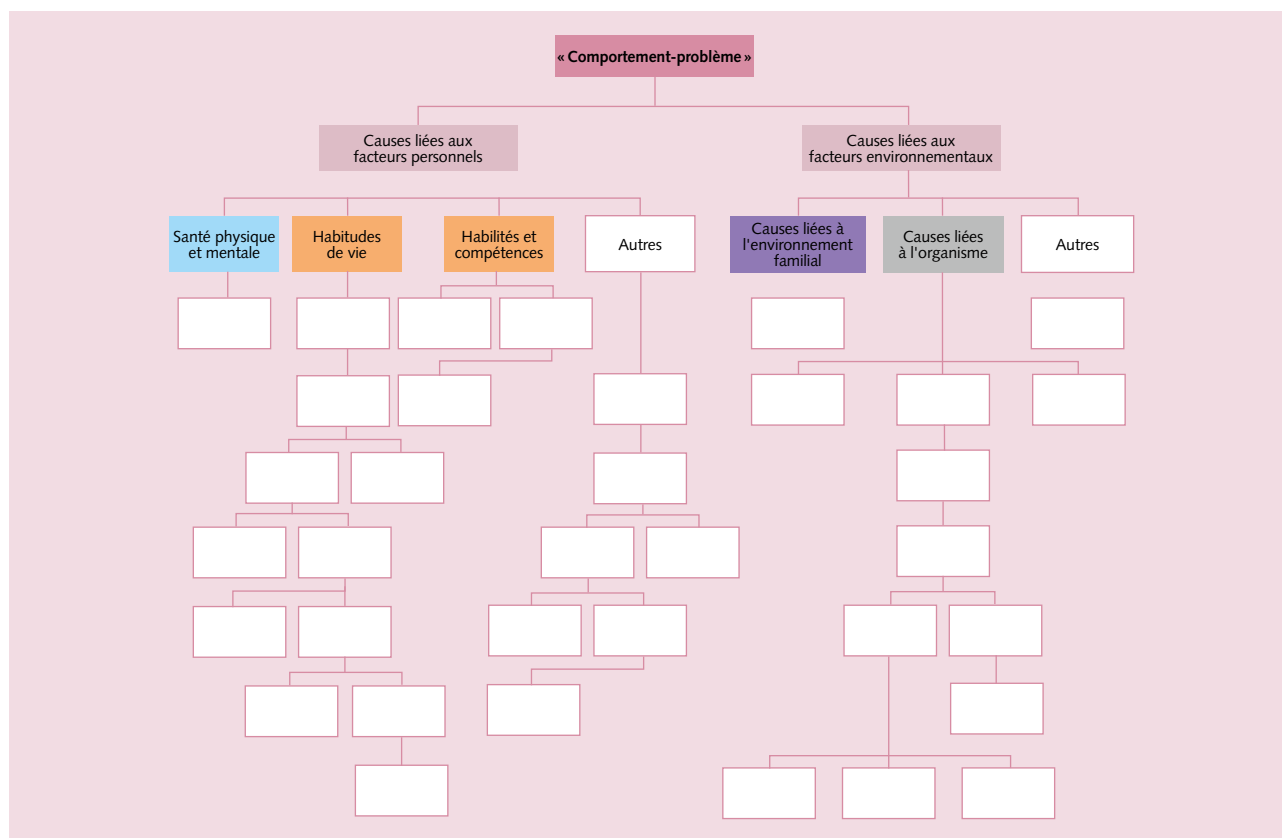 « Comportement-problème »
Causes liées aux
facteurs personnels
Causes liées aux
facteurs environnementaux
Santé physique
et mentale
Habitudes
de vie
Habilités et
compétences
Autres
Causes liées à
l'environnement
familial
Causes liées
à l'organisme
Autres